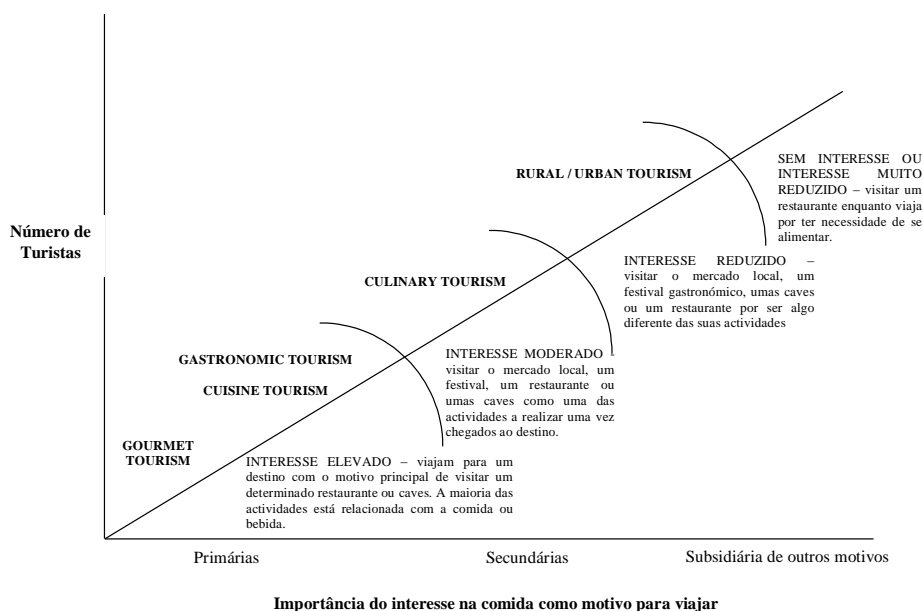 RURAL / URBAN TOURISM
SEM INTERESSE OU
INTERESSE MUITO
REDUZIDO – visitar um
restaurante enquanto viaja
por ter necessidade de se
alimentar.
Número de
Turistas
INTERESSE REDUZIDO –
visitar o mercado local, um
festival gastronómico, umas caves
ou um restaurante por ser algo
diferente das suas actividades
CULINARY TOURISM
INTERESSE MODERADO –
visitar o mercado local, um
festival, um restaurante ou
umas caves como uma das
actividades a realizar uma vez
chegados ao destino.
GASTRONOMIC TOURISM
CUISINE TOURISM
GOURMET
TOURISM
INTERESSE ELEVADO – viajam para um
destino com o motivo principal de visitar um
determinado restaurante ou caves. A maioria das
actividades está relacionada com a comida ou
bebida.
Primárias
Secundárias
Subsidiária de outros motivos
Importância do interesse na comida como motivo para viajar